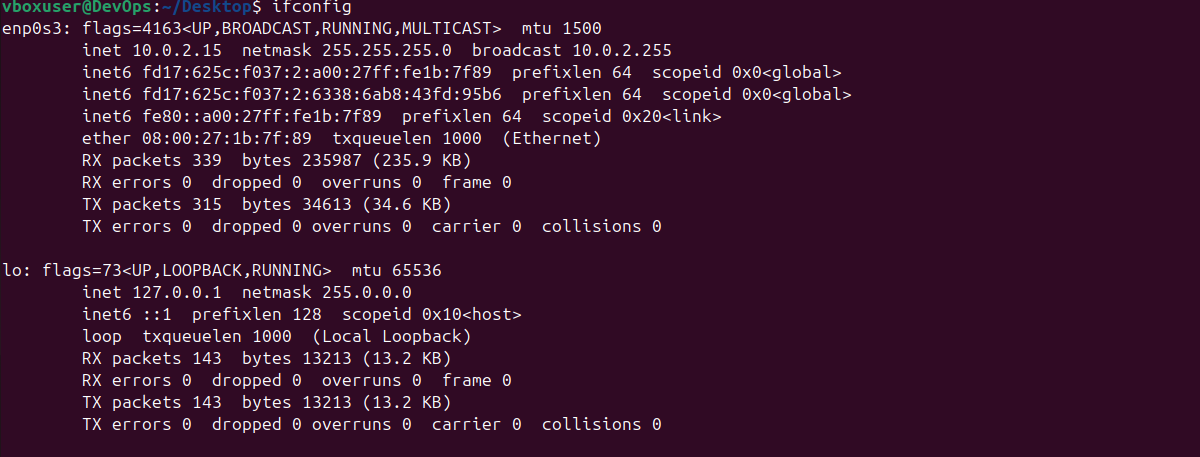 vboxuser@DevOps:~/Desktop$ ifconfig
enp0s3: flags=4163<UP,BROADCAST,RUNNING,MULTICAST>  mtu 1500
        inet 10.0.2.15  netmask 255.255.255.0  broadcast 10.0.2.255
        inet6 fd17:625c:f037:2:a00:27ff:fe1b:7f89  prefixlen 64  scopeid 0x0<global>
        inet6 fd17:625c:f037:2:6338:6ab8:43fd:95b6  prefixlen 64  scopeid 0x0<global>
        inet6 fe80::a00:27ff:fe1b:7f89  prefixlen 64  scopeid 0x20<link>
        ether 08:00:27:1b:7f:89  txqueuelen 1000  (Ethernet)
        RX packets 339  bytes 235987 (235.9 KB)
        RX errors 0  dropped 0  overruns 0  frame 0
        TX packets 315  bytes 34613 (34.6 KB)
        TX errors 0  dropped 0 overruns 0  carrier 0  collisions 0

lo: flags=73<UP,LOOPBACK,RUNNING>  mtu 65536
        inet 127.0.0.1  netmask 255.0.0.0
        inet6 ::1  prefixlen 128  scopeid 0x10<host>
        loop  txqueuelen 1000  (Local Loopback)
        RX packets 143  bytes 13213 (13.2 KB)
        RX errors 0  dropped 0  overruns 0  frame 0
        TX packets 143  bytes 13213 (13.2 KB)
        TX errors 0  dropped 0 overruns 0  carrier 0  collisions 0